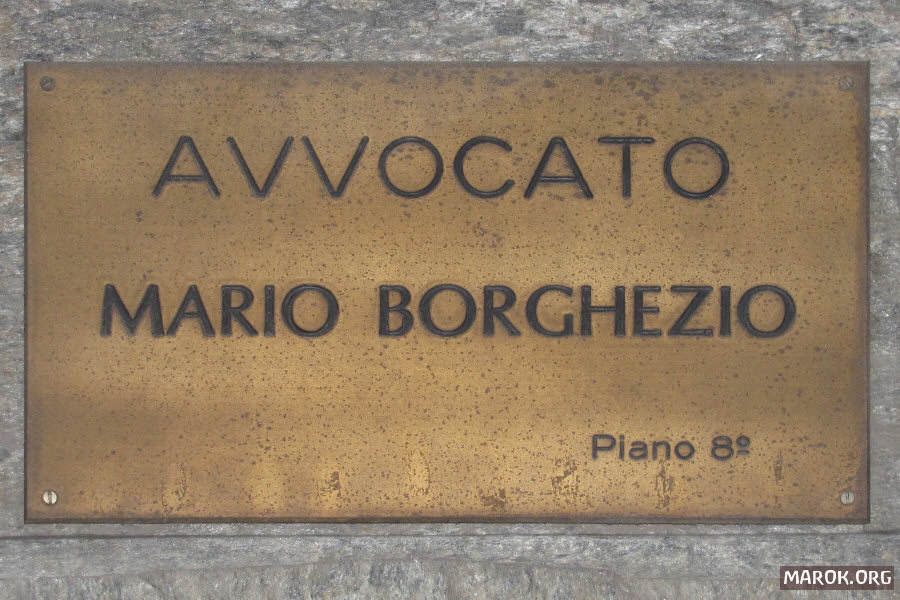 AVVOCATO
MARIO BORGHEZIO
Piano 8º
MAROK.ORG